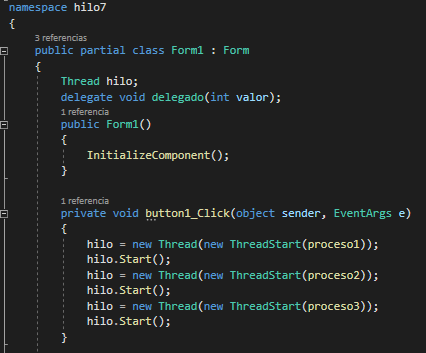 namespace hilo7
{
3 referencias
public partial class Form1 : Form
{
Thread hilo;
delegate void delegado(int valor);
1 referencia
public Form1()
{
InitializeComponent();
}
1 referencia
private void button1_Click(object sender, EventArgs e)
{
hilo = new Thread(new ThreadStart(proceso1));
hilo.Start();
hilo = new Thread(new ThreadStart(proceso2));
hilo.Start();
hilo = new Thread(new ThreadStart(proceso3));
hilo.Start();
}